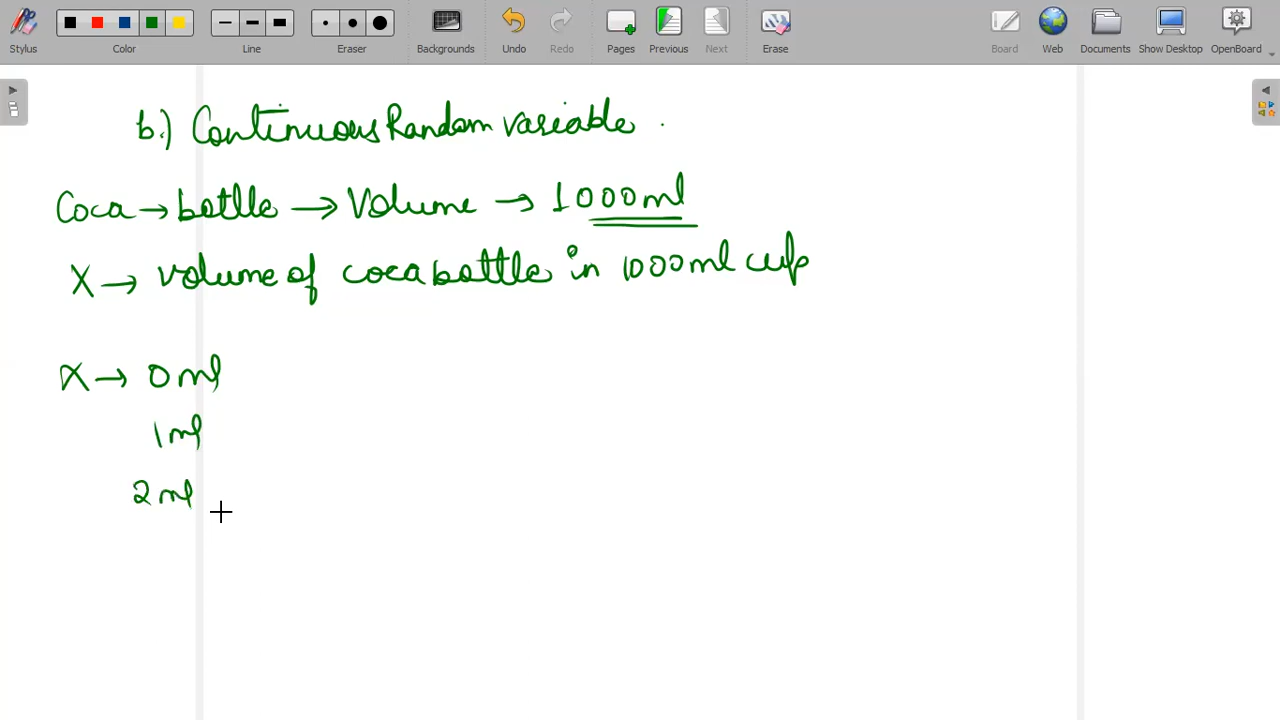 Stylus Color Line Eraser Backgrounds Undo Redo Pages Previous Next Erase Board Web Documents Show Desktop OpenBoard
b.) Continuous Random variable .
Coca → bottle → Volume → 1000ml
X → volume of coca bottle in 1000ml cup
X → 0 ml
1 ml
2 ml